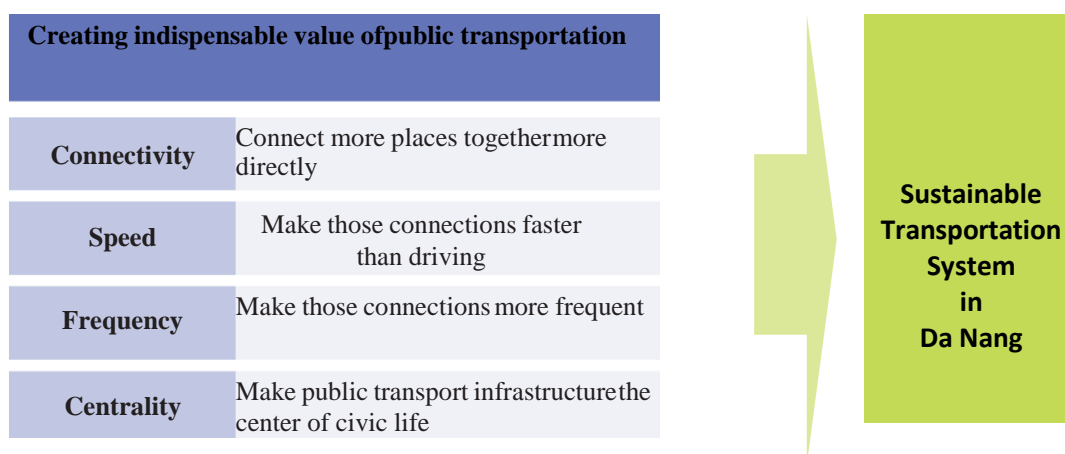 Creating indispensable value ofpublic transportation
Connectivity
Connect more places togethermore
directly
Speed
Make those connections faster
than driving
Frequency
Make those connections more frequent
Centrality
Make public transport infrastructurethe
center of civic life
Sustainable
Transportation
System
in
Da Nang